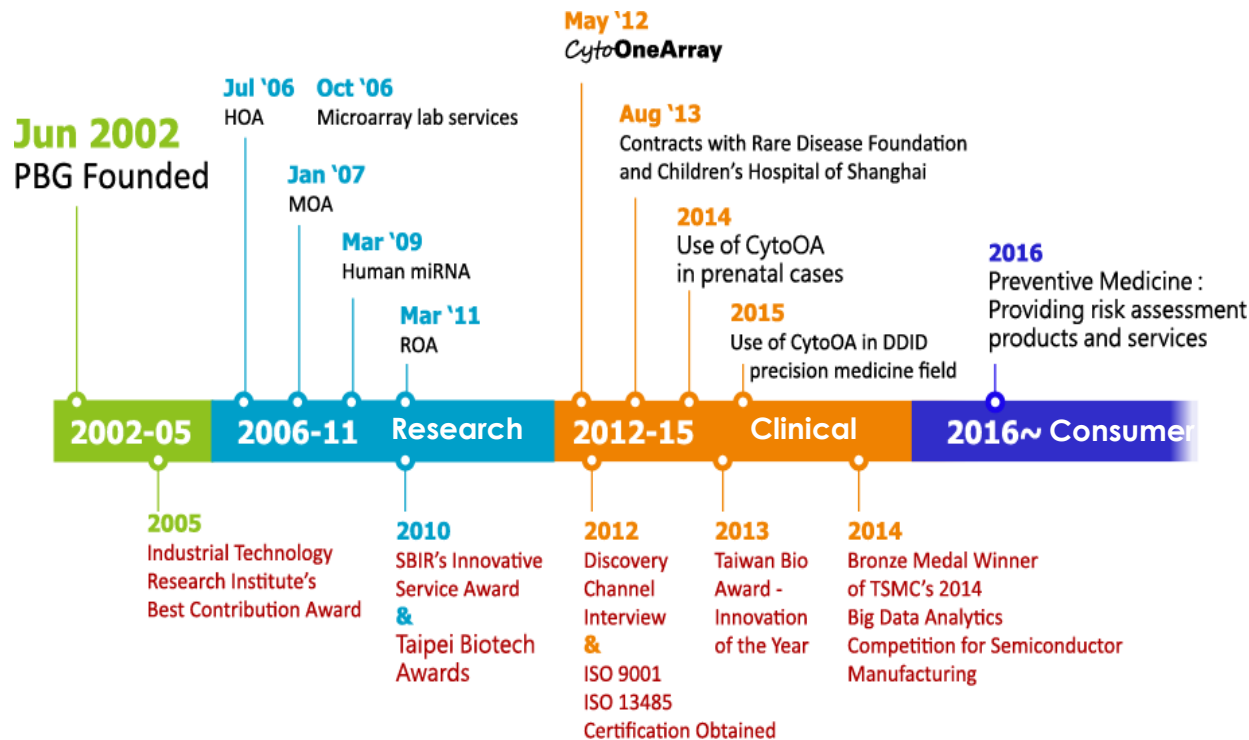 May '12
CytoOneArray
Jul '06
HOA
Oct '06
Microarray lab services
Jun 2002
PBG Founded
Aug '13
Contracts with Rare Disease Foundation
and Children's Hospital of Shanghai
Jan '07
MOA
2014
Use of CytoOA
in prenatal cases
Mar '09
Human miRNA
2016
Preventive Medicine :
Providing risk assessment
products and services
Mar '11
ROA
2015
Use of CytoOA in DDID
precision medicine field
2002-05
2006-11 Research
2012-15 Clinical
2016~ Consumer
2005
Industrial Technology
Research Institute's
Best Contribution Award
2010
SBIR's Innovative
Service Award
&
Taipei Biotech
Awards
2012
Discovery
Channel
Interview
&
ISO 9001
ISO 13485
Certification Obtained
2013
Taiwan Bio
Award -
Innovation
of the Year
2014
Bronze Medal Winner
of TSMC's 2014
Big Data Analytics
Competition for Semiconductor
Manufacturing